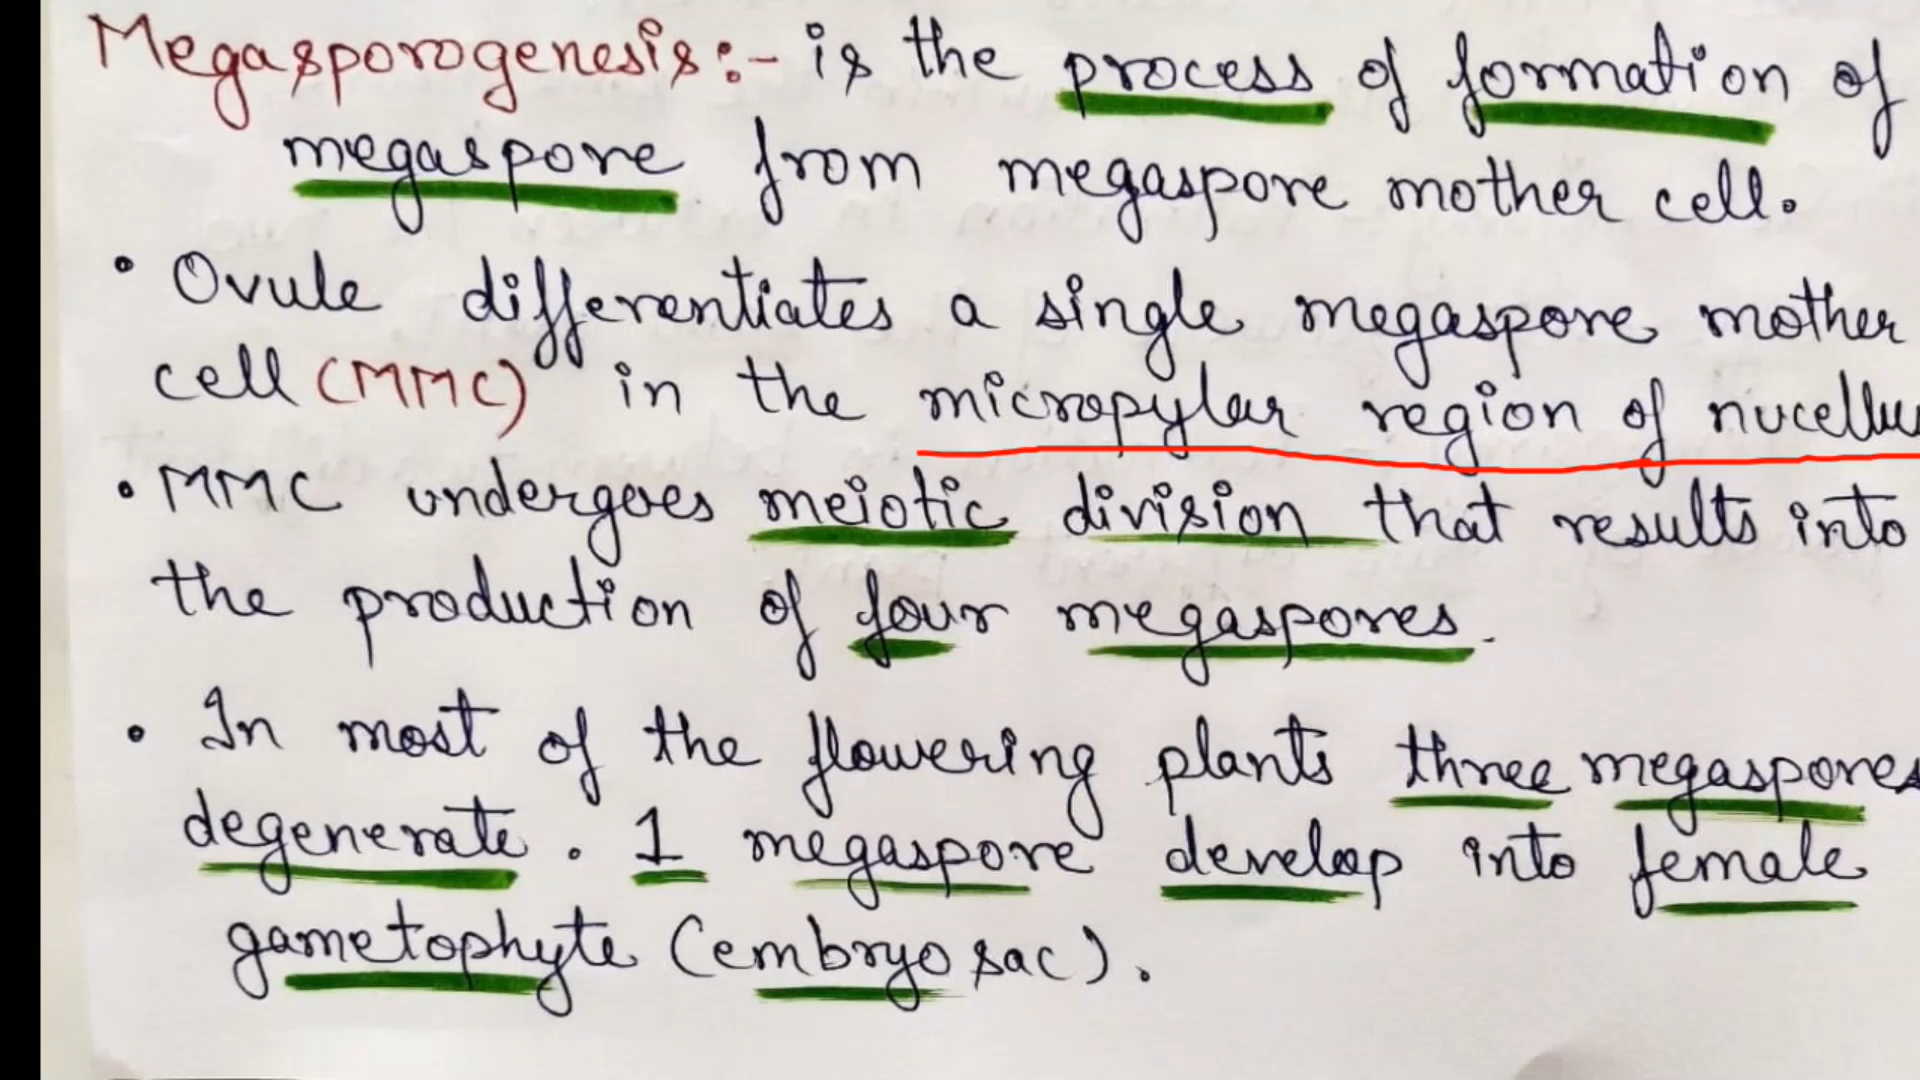 Megasporogenesis:- is the process of formation of
megaspore from megaspore mother cell.
• Ovule differentiates a single megaspore mother
cell (MMC) in the micropylar region of nucellus
• MMC undergoes meiotic division that results into
the production of four megaspores.
• In most of the flowering plants three megaspores
degenerate. 1 megaspore develop into female
gametophyte (embryo sac).